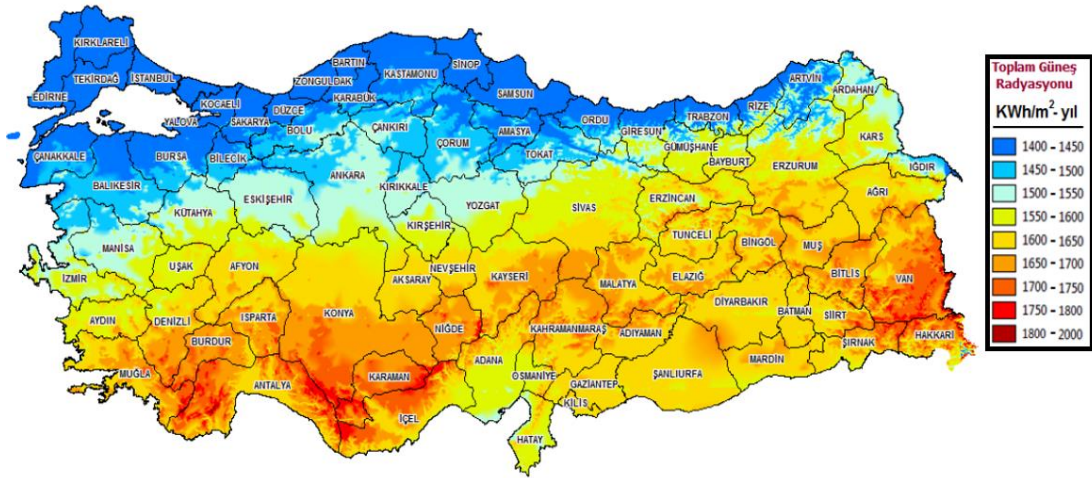 KIRKLARELİ
TEKİRDAĞ
İSTANBUL
EDİRNE
KOCAELİ
YALOVA
SAKARYA
DÜZCE
ZONGULDAK
BARTIN
KARABÜK
KASTAMONU
SİNOP
SAMSUN
BOLU
ÇANKIRI
ÇORUM
AMASYA
TOKAT
ORDU
GİRESUN
TRABZON
RİZE
ARTVİN
ARDAHAN
GÜMÜŞHANE
BAYBURT
ERZURUM
KARS
IĞDIR
AĞRI
ÇANAKKALE
BALIKESİR
BURSA
BİLECİK
KÜTAHYA
ESKİŞEHİR
ANKARA
KIRIKKALE
YOZGAT
SİVAS
ERZİNCAN
TUNCELİ
BİNGÖL
MUŞ
BİTLİS
VAN
MANİSA
İZMİR
UŞAK
AFYON
KIRŞEHİR
NEVŞEHİR
AKSARAY
KAYSERİ
MALATYA
ELAZIĞ
DİYARBAKIR
BATMAN
SİİRT
ŞIRNAK
HAKKARİ
AYDIN
DENİZLİ
ISPARTA
BURDUR
KONYA
NİĞDE
KAHRAMANMARAŞ
ADIYAMAN
MARDİN
ŞANLIURFA
MUĞLA
ANTALYA
KARAMAN
İÇEL
ADANA
OSMANİYE
GAZİANTEP
KİLİS
HATAY
Toplam Güneş
Radyasyonu
KWh/m²- yıl
1400 - 1450
1450 - 1500
1500 - 1550
1550 - 1600
1600 - 1650
1650 - 1700
1700 - 1750
1750 - 1800
1800 - 2000